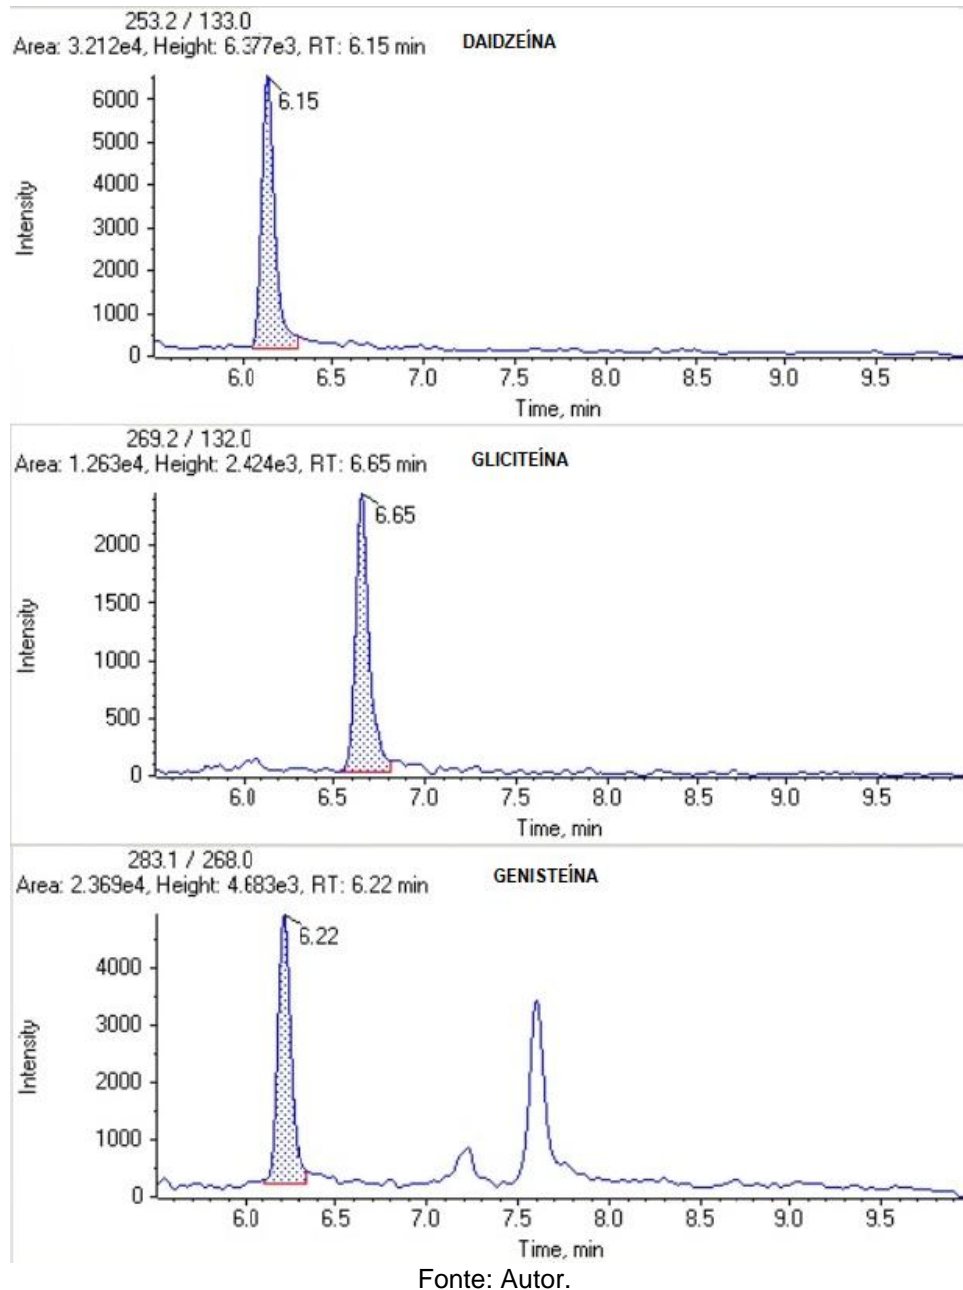 253.2 / 133.0
Area: 3.212e4, Height: 6.377e3, RT: 6.15 min DAIDZEÍNA
6.15
6000
5000
4000
3000
2000
1000
0
Intensity
6.0 6.5 7.0 7.5 8.0 8.5 9.0 9.5
Time, min
269.2 / 132.0
Area: 1.263e4, Height: 2.424e3, RT: 6.65 min GLICITEÍNA
6.65
2000
1500
1000
500
0
Intensity
6.0 6.5 7.0 7.5 8.0 8.5 9.0 9.5
Time, min
283.1 / 268.0
Area: 2.369e4, Height: 4.683e3, RT: 6.22 min GENISTEÍNA
6.22
4000
3000
2000
1000
0
Intensity
6.0 6.5 7.0 7.5 8.0 8.5 9.0 9.5
Time, min
Fonte: Autor.